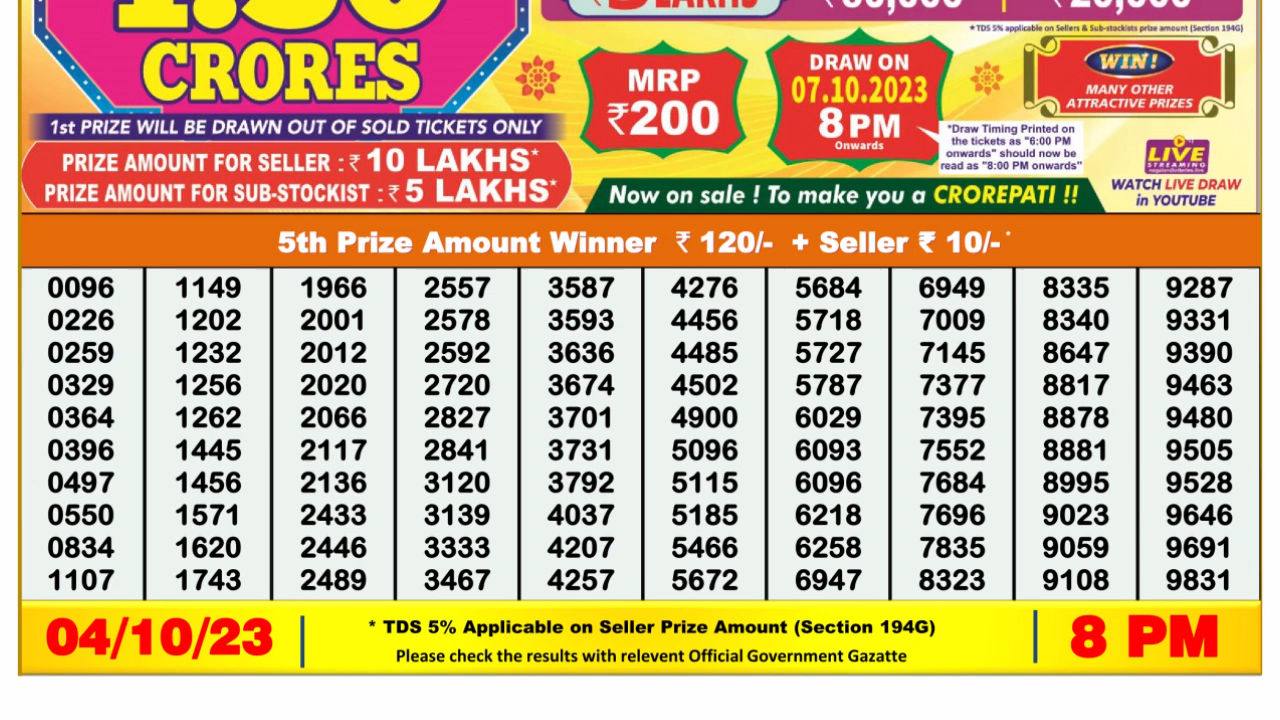 CRORES
1st PRIZE WILL BE DRAWN OUT OF SOLD TICKETS ONLY
PRIZE AMOUNT FOR SELLER : ₹ 10 LAKHS*
PRIZE AMOUNT FOR SUB-STOCKIST : ₹ 5 LAKHS*
* TDS 5% applicable on Sellers & Sub-stockists prize amount (Section 194G)
MRP
₹200
DRAW ON
07.10.2023
8 PM
Onwards
WIN!
MANY OTHER
ATTRACTIVE PRIZES
*Draw Timing Printed on
the tickets as "6:00 PM
onwards" should now be
read as "8:00 PM onwards"
LIVE
STREAMING
WATCH LIVE DRAW
in YOUTUBE
Now on sale ! To make you a CROREPATI !!
5th Prize Amount Winner ₹ 120/- + Seller ₹ 10/- *
0096 1149 1966 2557 3587 4276 5684 6949 8335 9287
0226 1202 2001 2578 3593 4456 5718 7009 8340 9331
0259 1232 2012 2592 3636 4485 5727 7145 8647 9390
0329 1256 2020 2720 3674 4502 5787 7377 8817 9463
0364 1262 2066 2827 3701 4900 6029 7395 8878 9480
0396 1445 2117 2841 3731 5096 6093 7552 8881 9505
0497 1456 2136 3120 3792 5115 6096 7684 8995 9528
0550 1571 2433 3139 4037 5185 6218 7696 9023 9646
0834 1620 2446 3333 4207 5466 6258 7835 9059 9691
1107 1743 2489 3467 4257 5672 6947 8323 9108 9831
04/10/23
* TDS 5% Applicable on Seller Prize Amount (Section 194G)
Please check the results with relevent Official Government Gazatte
8 PM